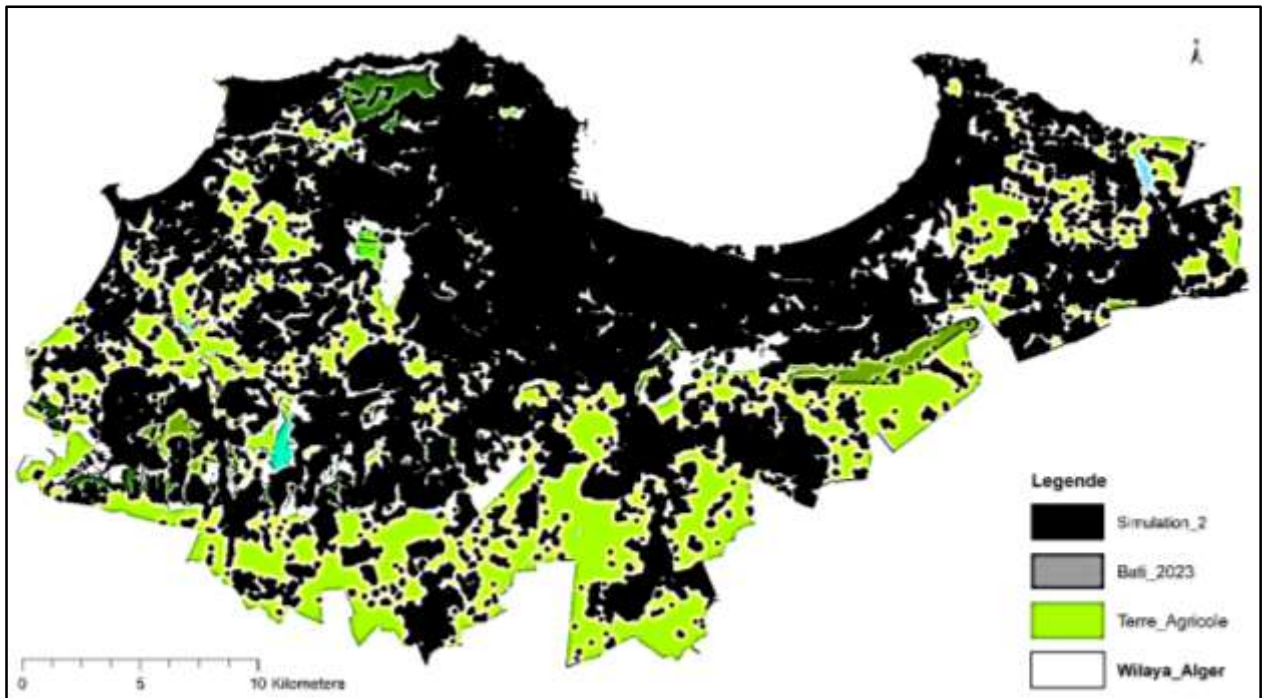 Legende
Simulation_2
Bati_2023
Terre_Agricole
Wilaya_Alger
0 5 10 Kilometers